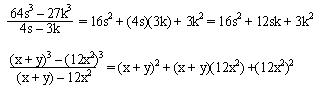 (64s³ − 27k³)/(4s − 3k) = 16s² + (4s)(3k) + 3k² = 16s² + 12sk + 3k²
((x + y)³ − (12x²)³)/((x + y) − 12x²) = (x + y)² + (x + y)(12x²) +(12x²)²